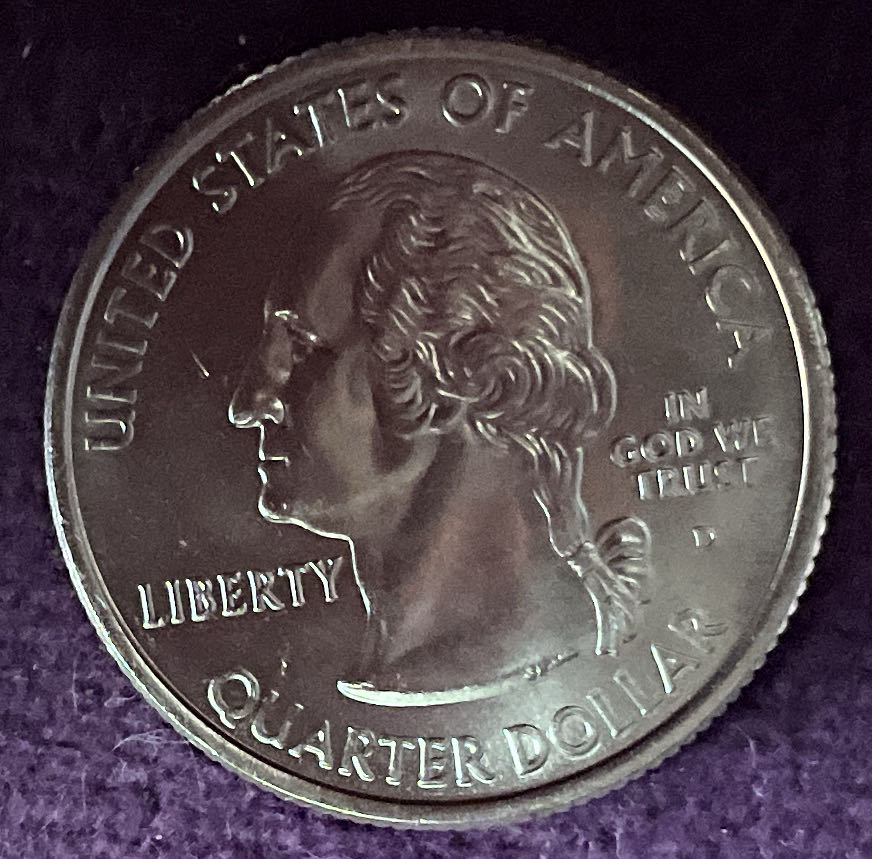 UNITED STATES OF AMERICA
IN
GOD WE
TRUST
D
LIBERTY
QUARTER DOLLAR